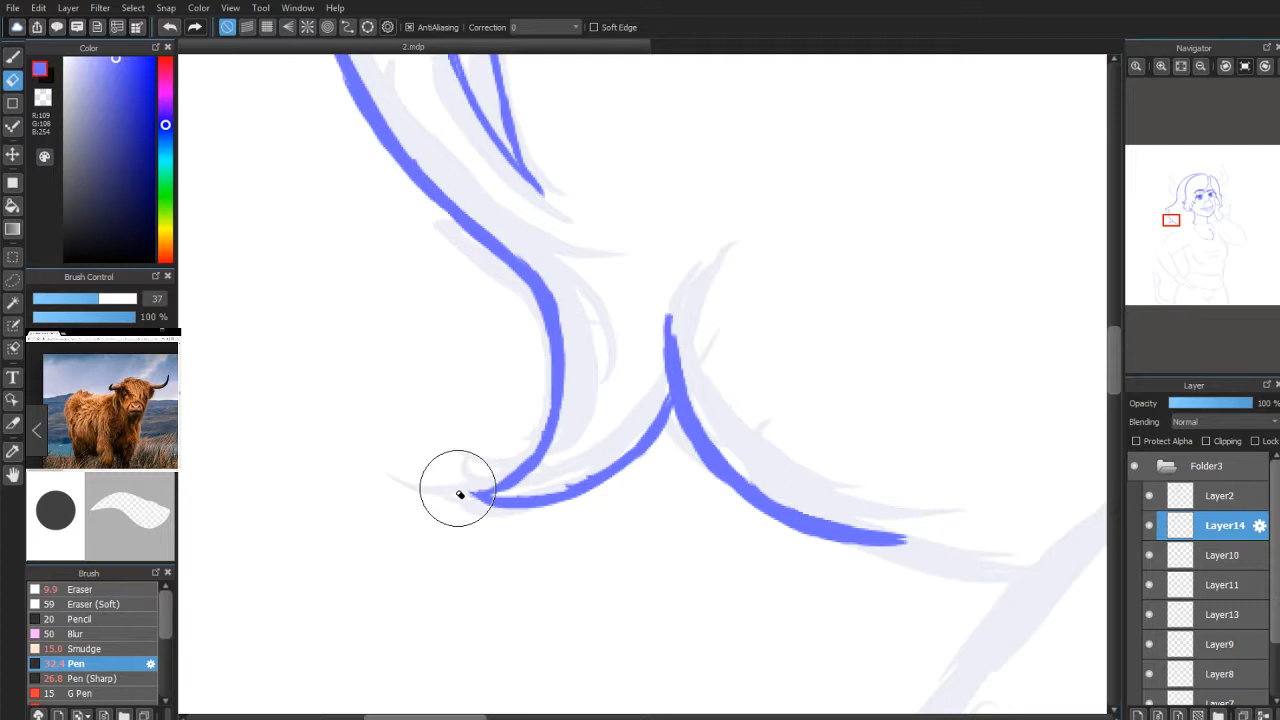 File Edit Layer Filter Select Snap Color View Tool Window Help
AntiAliasing Correction 0 Soft Edge
2.mdp
Color
R:109
G:108
B:254
Brush Control
37
100 %
Brush
9.9 Eraser
59 Eraser (Soft)
20 Pencil
50 Blur
15.0 Smudge
32.4 Pen
26.8 Pen (Sharp)
15 G Pen
Navigator
Layer
Opacity 100 %
Blending Normal
Protect Alpha Clipping Lock
Folder3
Layer2
Layer14
Layer10
Layer11
Layer13
Layer9
Layer8
Layer7